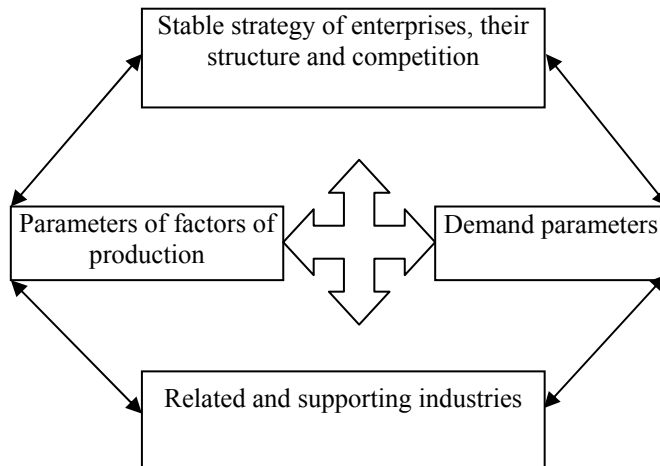 Stable strategy of enterprises, their
structure and competition
Parameters of factors of
production
Demand parameters
Related and supporting industries